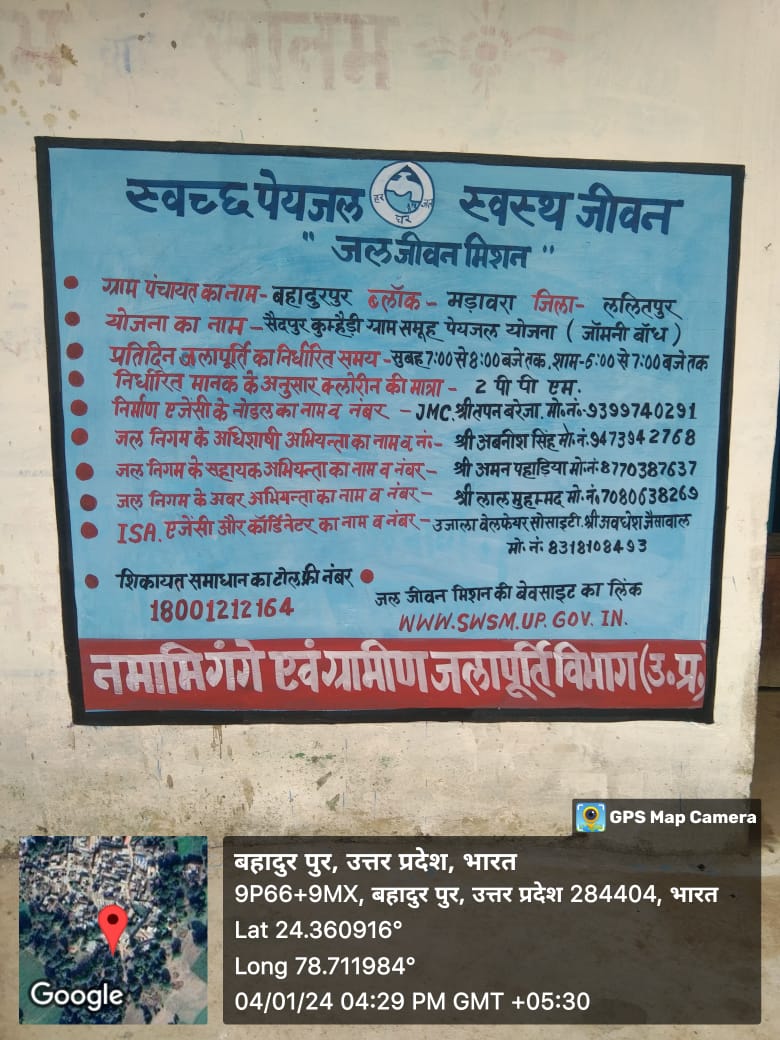 सोनम
स्वच्छ पेयजल हर घर जल स्वस्थ जीवन
" जल जीवन मिशन "
ग्राम पंचायत का नाम- बहादुरपुर ब्लॉक - मड़ावरा जिला- ललितपुर
योजना का नाम - सैदपुर कुम्हैड़ी ग्राम समूह पेयजल योजना ( जॉमनी बाँध )
प्रतिदिन जलापूर्ति का निर्धारित समय - सुबह 7:00 से 8:00 बजे तक, शाम-6:00 से 7:00 बजे तक
निर्धारित मानक के अनुसार क्लोरीन की मात्रा - 2 पी पी एम.
निर्माण एजेंसी के नोडल का नाम व नंबर - JMC. श्री तपन बरेजा. मो.नं.-9399740291
जल निगम के अधिशाषी अभियन्ता का नाम व नं.- श्री अबनीश सिंह मो.नं. 9473942768
जल निगम के सहायक अभियन्ता का नाम व नंबर - श्री अमन पहाड़िया मो.नं: 8770387637
जल निगम के अवर अभियन्ता का नाम व नंबर - श्री लाल मुहम्मद मो. नं. 7080638269
ISA. एजेंसी और कॉर्डिनेटर का नाम व नंबर - उजाला वेलफेयर सोसाइटी. श्री अवधेश जैसावाल
मो. नं: 8318108493
शिकायत समाधान का टोल फ्री नंबर
18001212164
जल जीवन मिशन की बेवसाइट का लिंक
WWW.SWSM.UP.GOV.IN.
नमामि गंगे एवं ग्रामीण जलापूर्ति विभाग (उ.प्र.)
GPS Map Camera
बहादुर पुर, उत्तर प्रदेश, भारत
9P66+9MX, बहादुर पुर, उत्तर प्रदेश 284404, भारत
Lat 24.360916°
Long 78.711984°
04/01/24 04:29 PM GMT +05:30
Google